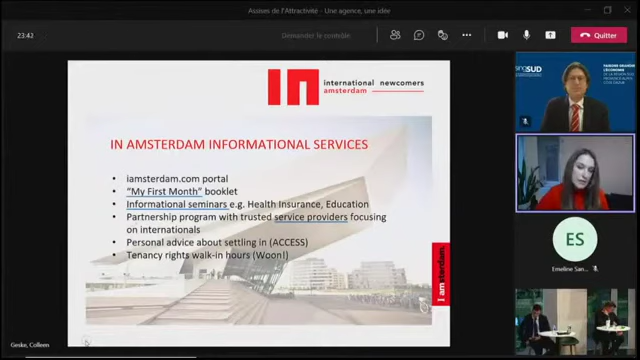 Assises de l'Attractivité - Une agence, une idée
23:42
Demander le contrôle
Quitter
IN
international newcomers
amsterdam
IN AMSTERDAM INFORMATIONAL SERVICES
• iamsterdam.com portal
• "My First Month" booklet
• Informational seminars e.g. Health Insurance, Education
• Partnership program with trusted service providers focusing
on internationals
• Personal advice about settling in (ACCESS)
• Tenancy rights walk-in hours (Woon!)
I amsterdam.
Geske, Colleen
risingSUD
ES
Emeline San...